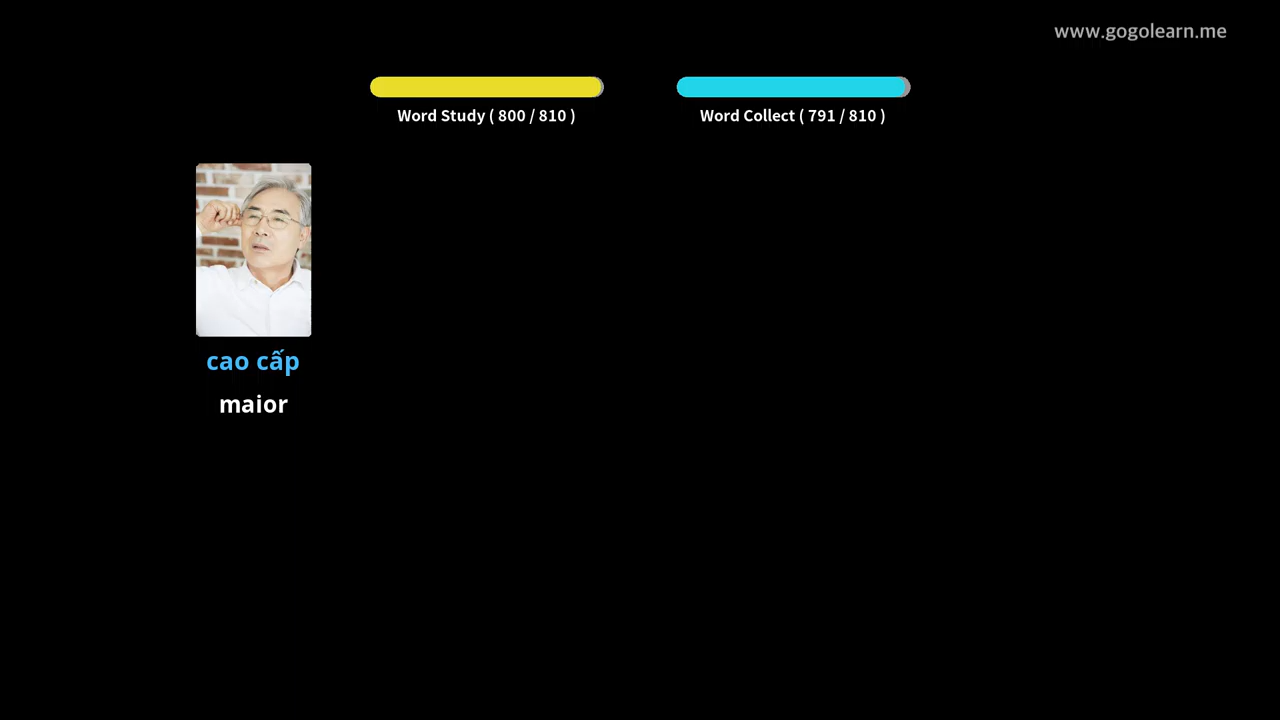 www.gogolearn.me
Word Study ( 800 / 810 )
Word Collect ( 791 / 810 )
cao cấp
maior